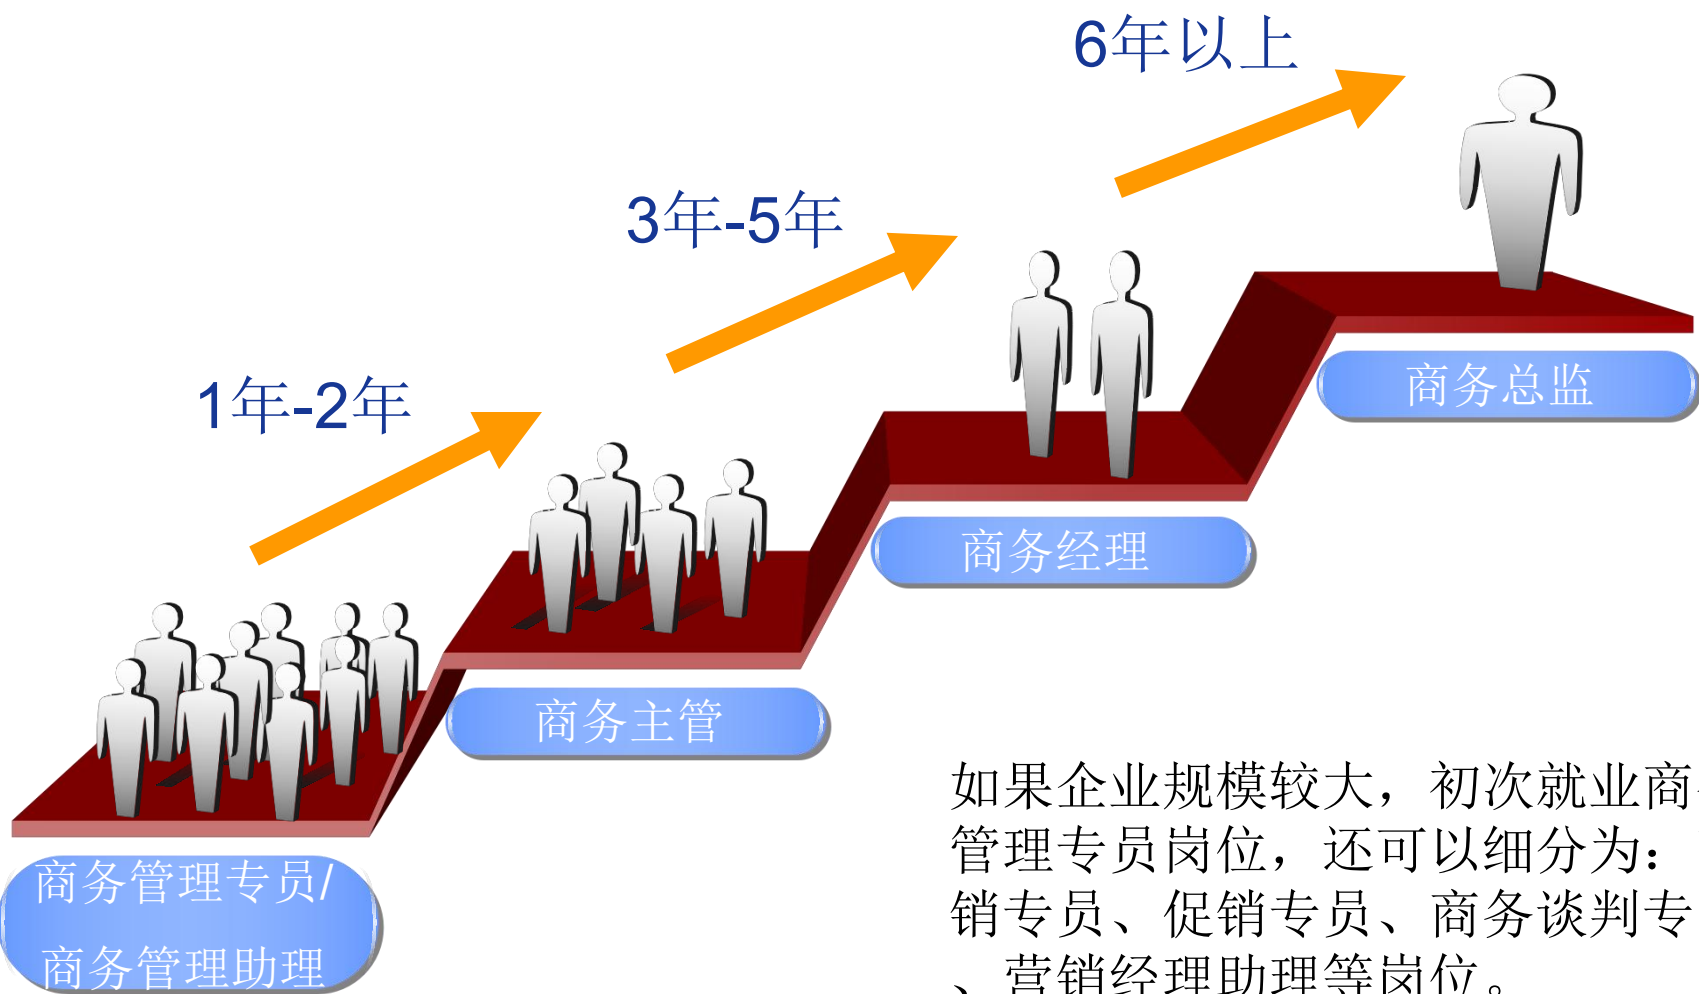 6年以上
3年-5年
1年-2年
商务总监
商务经理
商务主管
商务管理专员/
商务管理助理
如果企业规模较大，初次就业商
管理专员岗位，还可以细分为：
销专员、促销专员、商务谈判专
、营销经理助理等岗位。